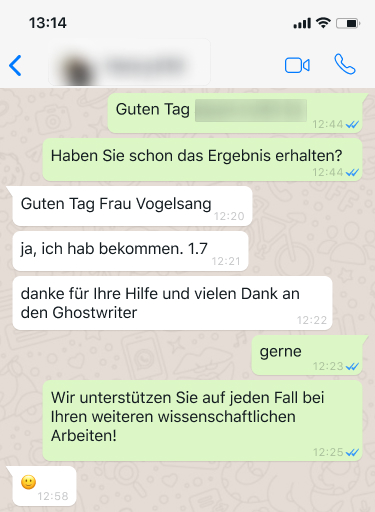 13:14
Guten Tag
12:44
Haben Sie schon das Ergebnis erhalten?
12:44
Guten Tag Frau Vogelsang
12:20
ja, ich hab bekommen. 1.7
12:21
danke für Ihre Hilfe und vielen Dank an
den Ghostwriter
12:22
gerne
12:23
Wir unterstützen Sie auf jeden Fall bei
Ihren weiteren wissenschaftlichen
Arbeiten!
12:25
12:58